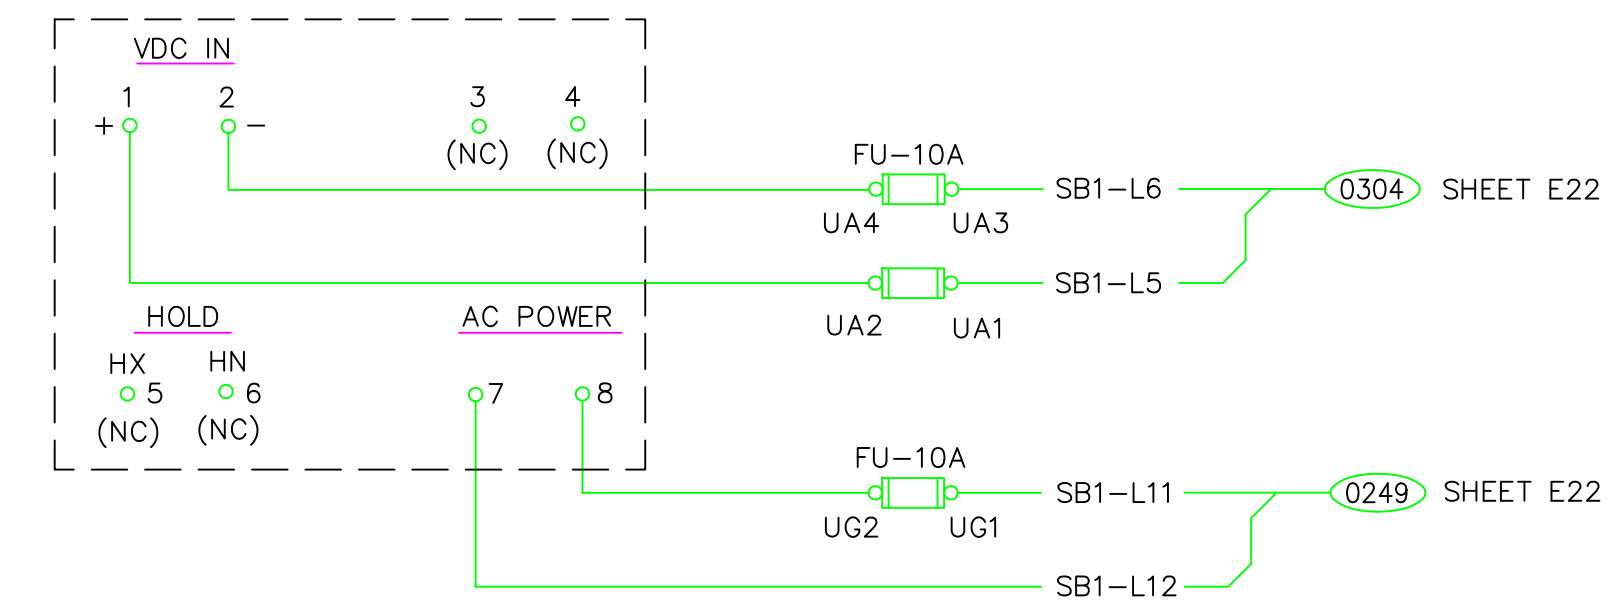 VDC IN
1 2 3 4
+ −
(NC) (NC)
FU−10A
SB1−L6 0304 SHEET E22
UA4 UA3
SB1−L5
UA2 UA1
HOLD AC POWER
HX HN
5 6 7 8
(NC) (NC)
FU−10A
SB1−L11 0249 SHEET E22
UG2 UG1
SB1−L12